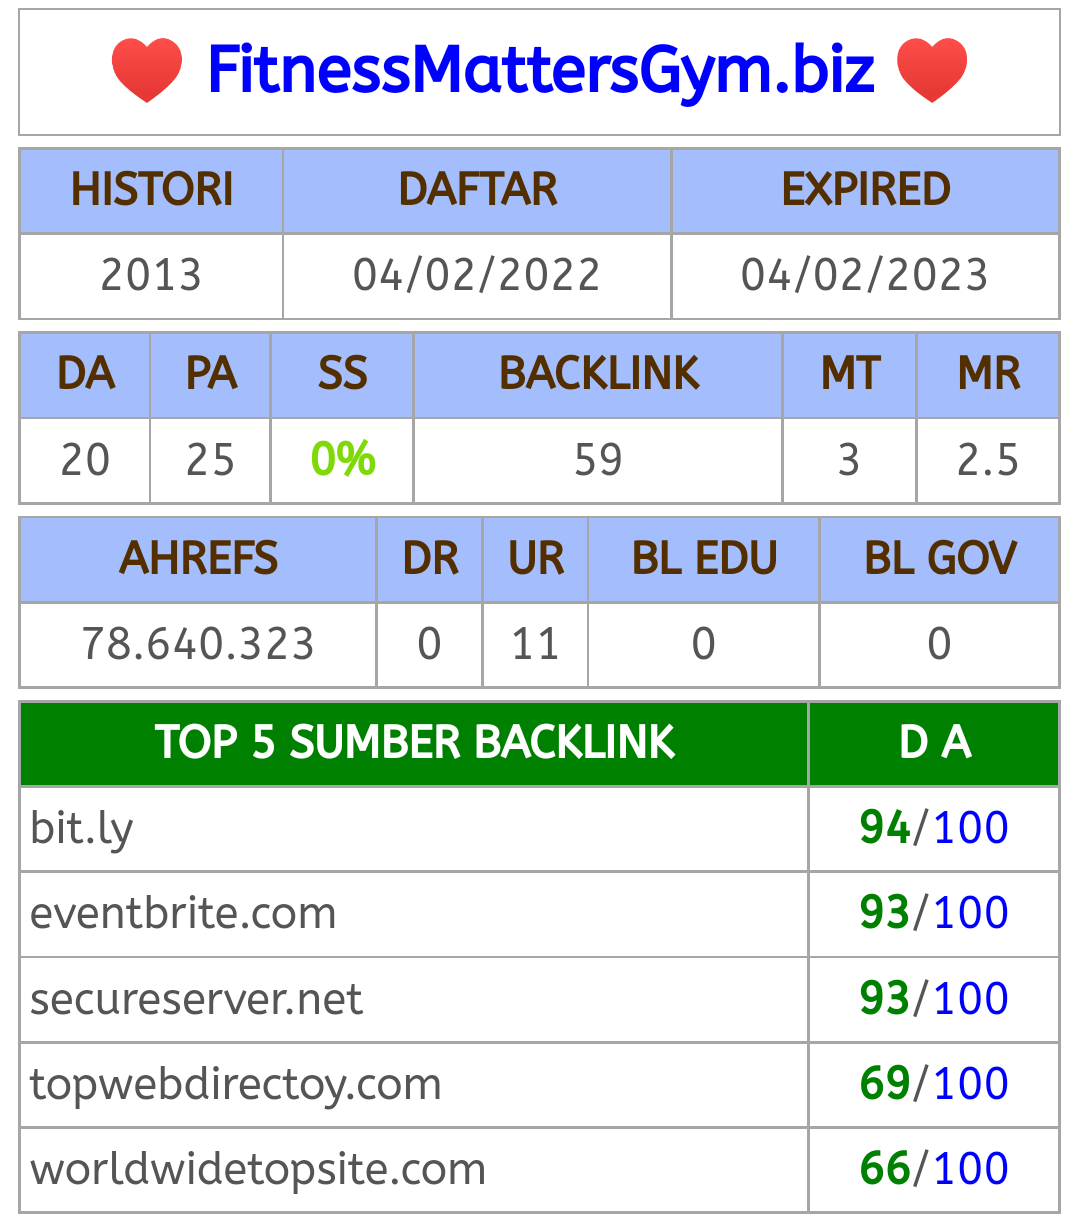 FitnessMattersGym.biz
HISTORI DAFTAR EXPIRED
2013 04/02/2022 04/02/2023
DA PA SS BACKLINK MT MR
20 25 0% 59 3 2.5
AHREFS DR UR BL EDU BL GOV
78.640.323 0 11 0 0
TOP 5 SUMBER BACKLINK D A
bit.ly 94/100
eventbrite.com 93/100
secureserver.net 93/100
topwebdirectoy.com 69/100
worldwidetopsite.com 66/100